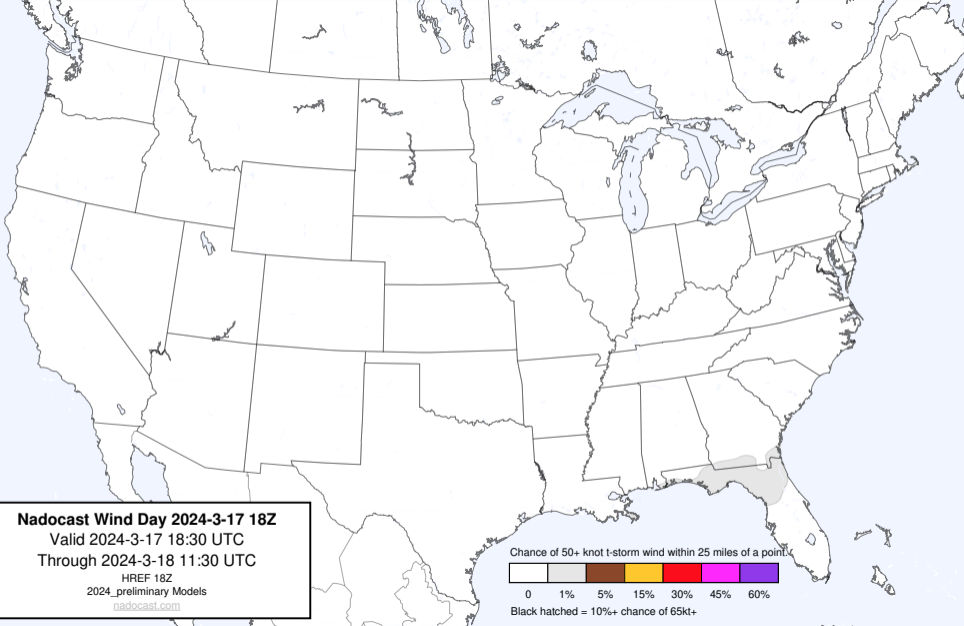 Nadocast Wind Day 2024-3-17 18Z
Valid 2024-3-17 18:30 UTC
Through 2024-3-18 11:30 UTC
HREF 18Z
2024_preliminary Models
nadocast.com
Chance of 50+ knot t-storm wind within 25 miles of a point.
0 1% 5% 15% 30% 45% 60%
Black hatched = 10%+ chance of 65kt+